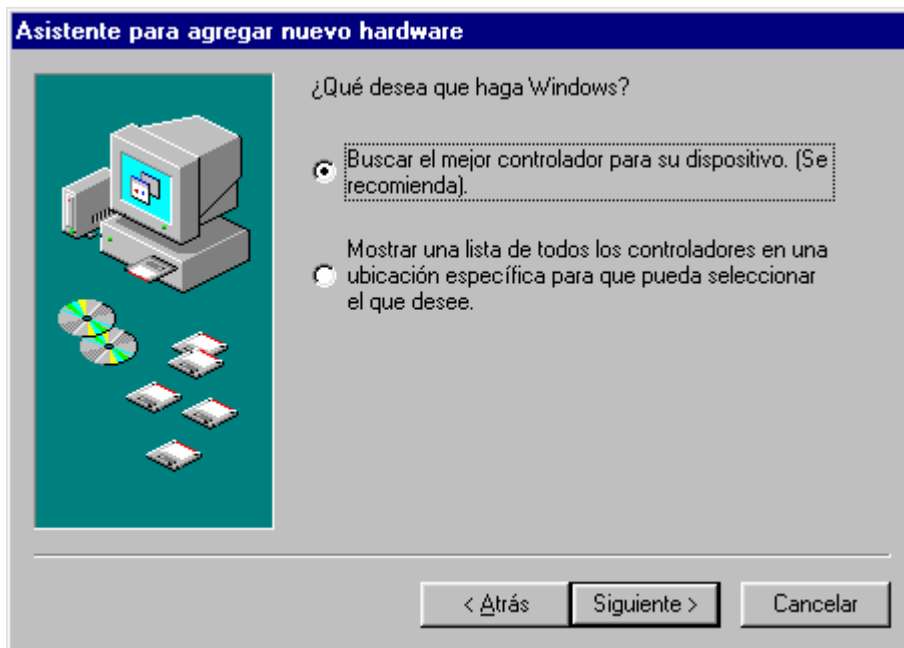 Asistente para agregar nuevo hardware
¿Qué desea que haga Windows?
Buscar el mejor controlador para su dispositivo. (Se
recomienda).
Mostrar una lista de todos los controladores en una
ubicación específica para que pueda seleccionar
el que desee.
< Atrás
Siguiente >
Cancelar